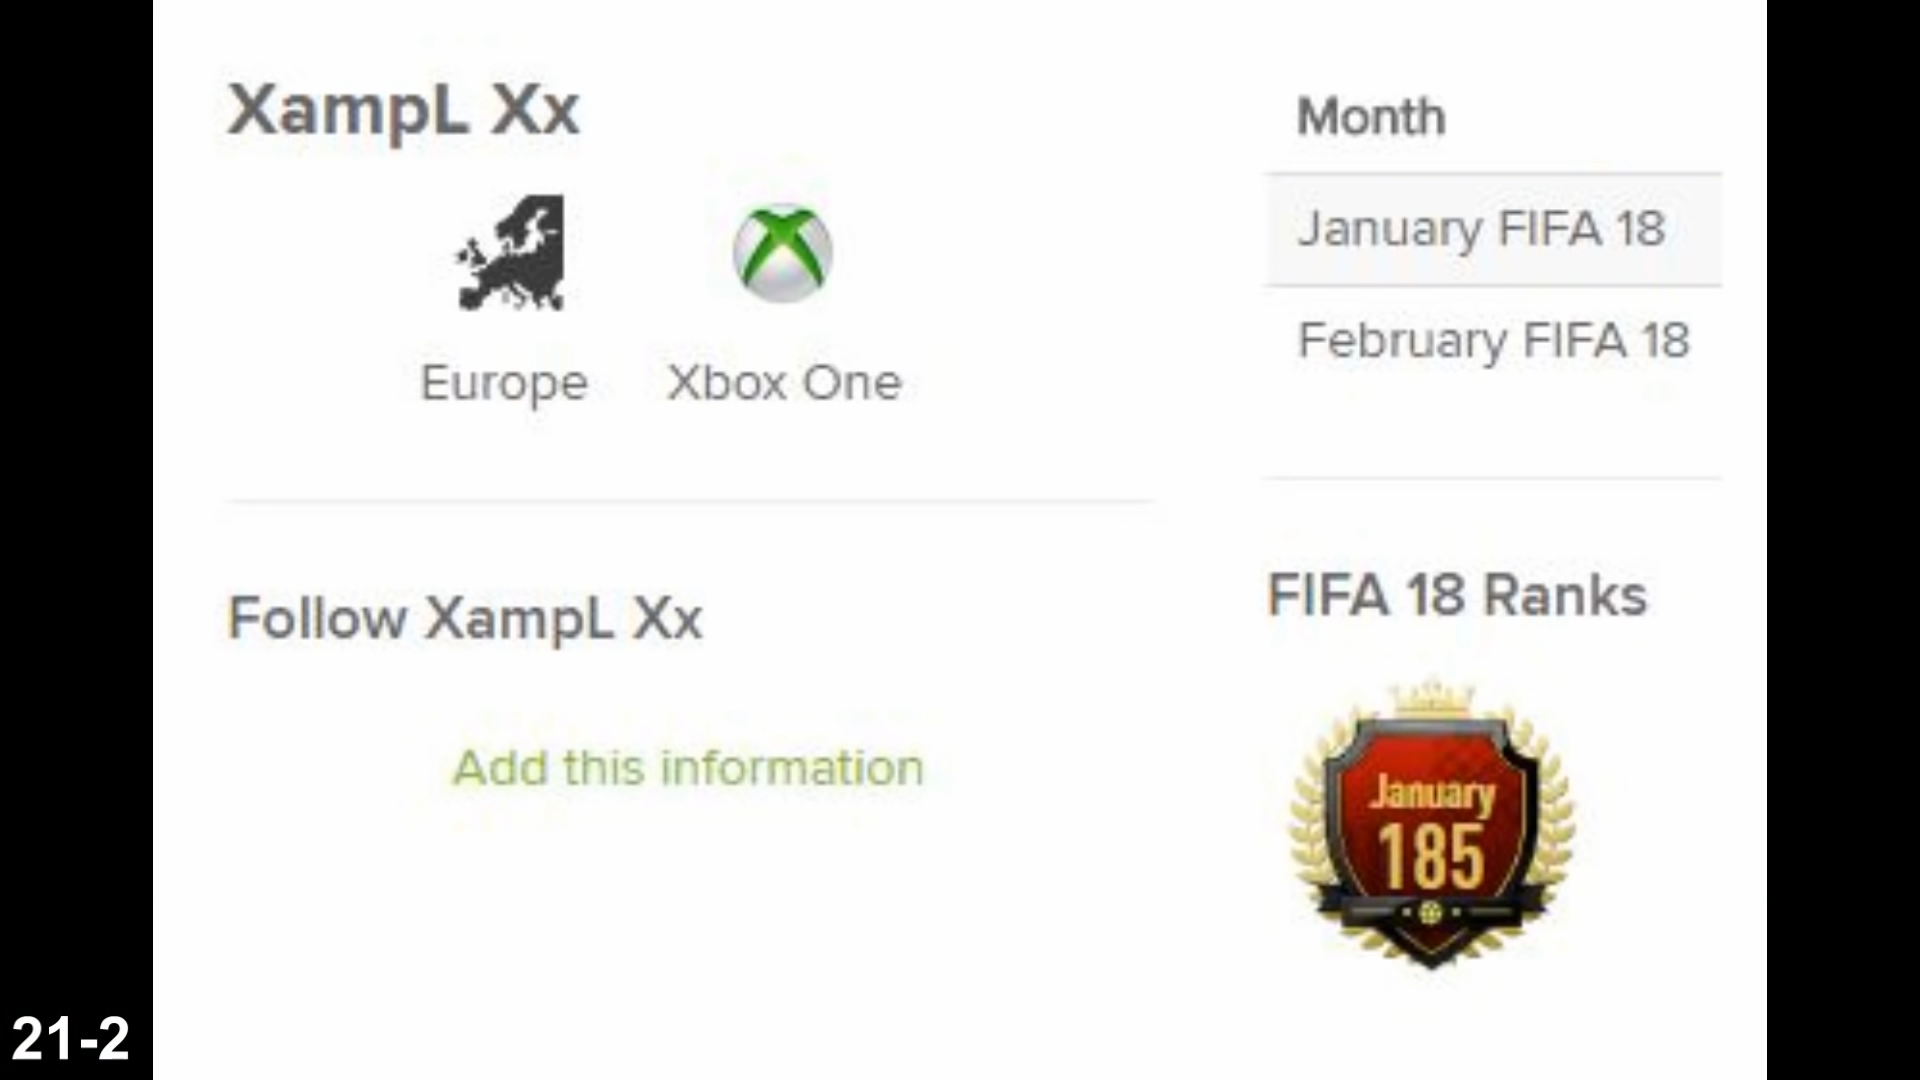 XampL Xx
Europe
Xbox One
Follow XampL Xx
Add this information
Month
January FIFA 18
February FIFA 18
FIFA 18 Ranks
January
185
21-2